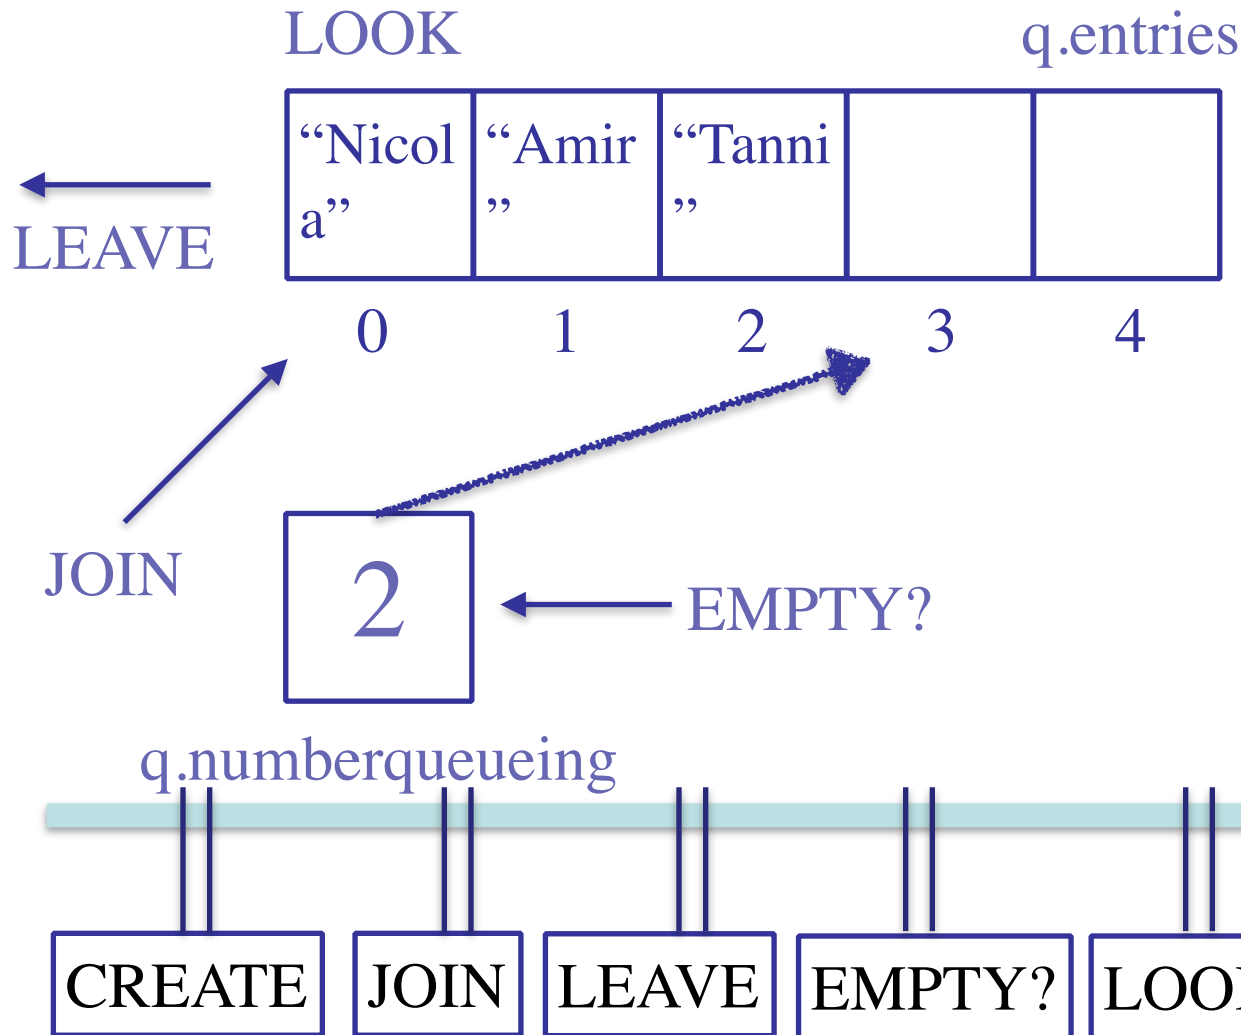 LOOK q.entries
“Nicol “Amir “Tanni
a” ” ”
LEAVE
0 1 2 3 4
JOIN
2
EMPTY?
q.numberqueueing
CREATE JOIN LEAVE EMPTY?